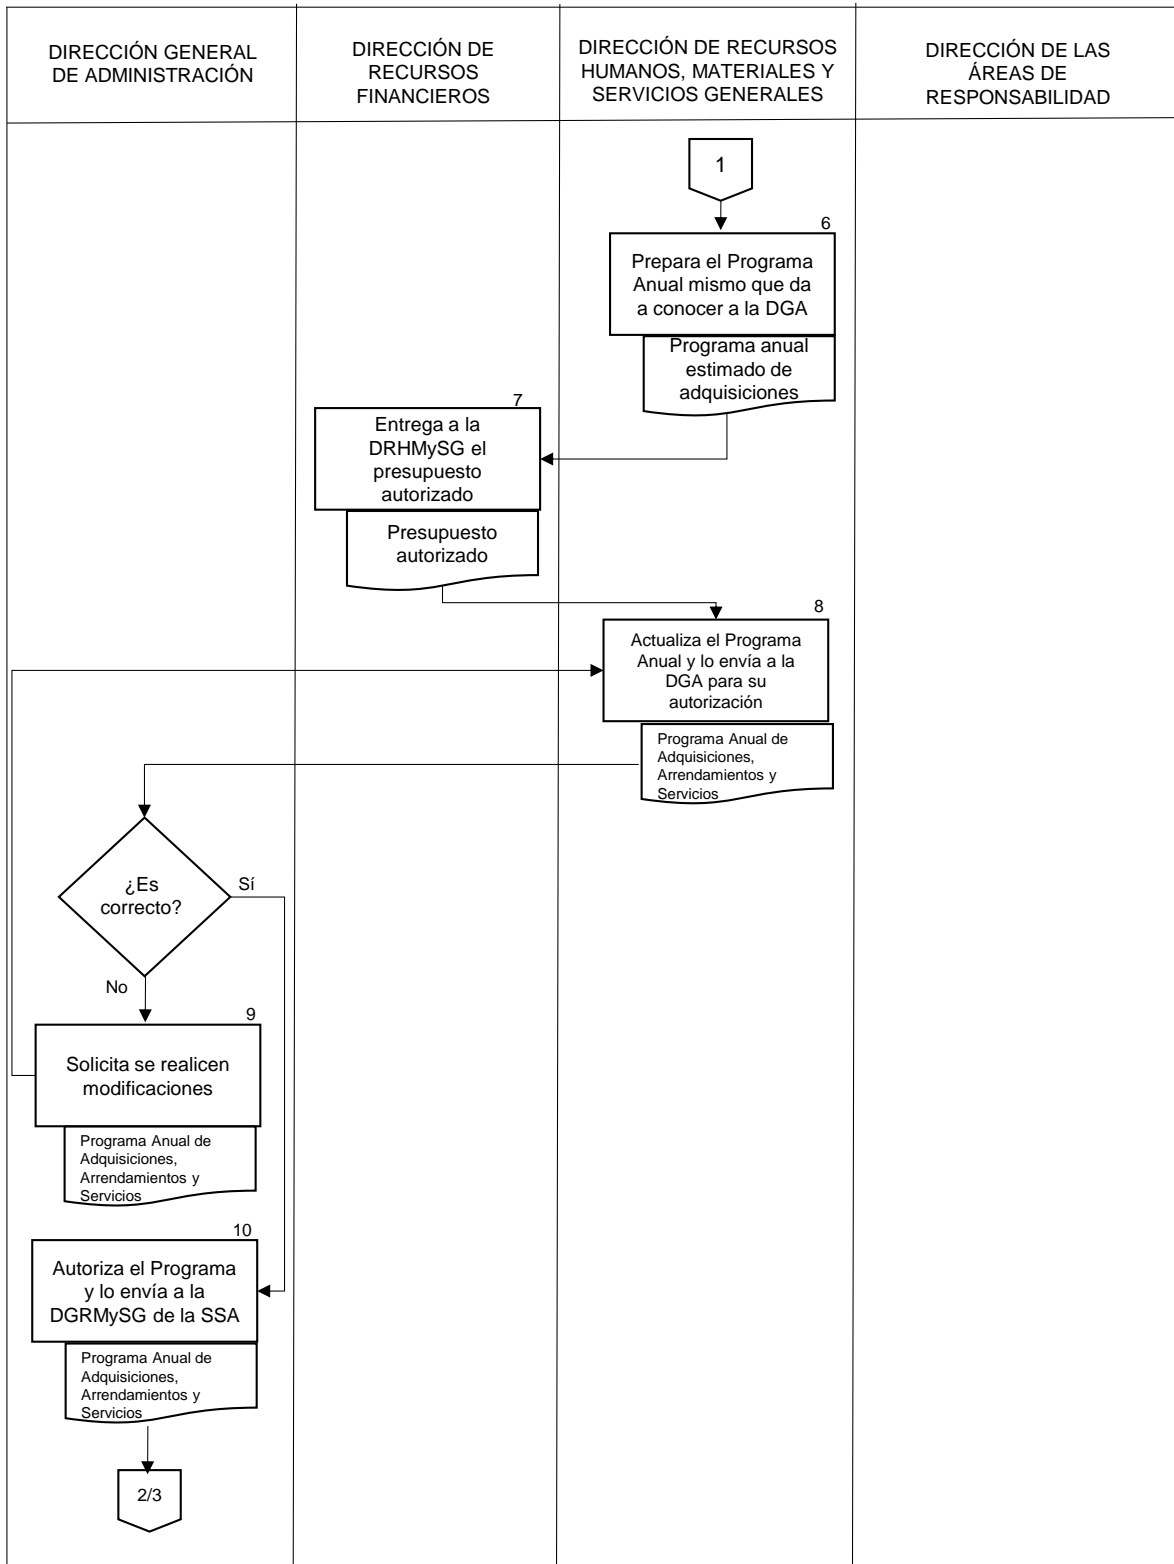 DIRECCIÓN GENERAL
DE ADMINISTRACIÓN
DIRECCIÓN DE
RECURSOS
FINANCIEROS
DIRECCIÓN DE RECURSOS
HUMANOS, MATERIALES Y
SERVICIOS GENERALES
DIRECCIÓN DE LAS
ÁREAS DE
RESPONSABILIDAD
1
6
Prepara el Programa
Anual mismo que da
a conocer a la DGA
Programa anual
estimado de
adquisiciones
7
Entrega a la
DRHMySG el
presupuesto
autorizado
Presupuesto
autorizado
8
Actualiza el Programa
Anual y lo envía a la
DGA para su
autorización
Programa Anual de
Adquisiciones,
Arrendamientos y
Servicios
¿Es
correcto?
Sí
No
9
Solicita se realicen
modificaciones
Programa Anual de
Adquisiciones,
Arrendamientos y
Servicios
10
Autoriza el Programa
y lo envía a la
DGRMySG de la SSA
Programa Anual de
Adquisiciones,
Arrendamientos y
Servicios
2/3